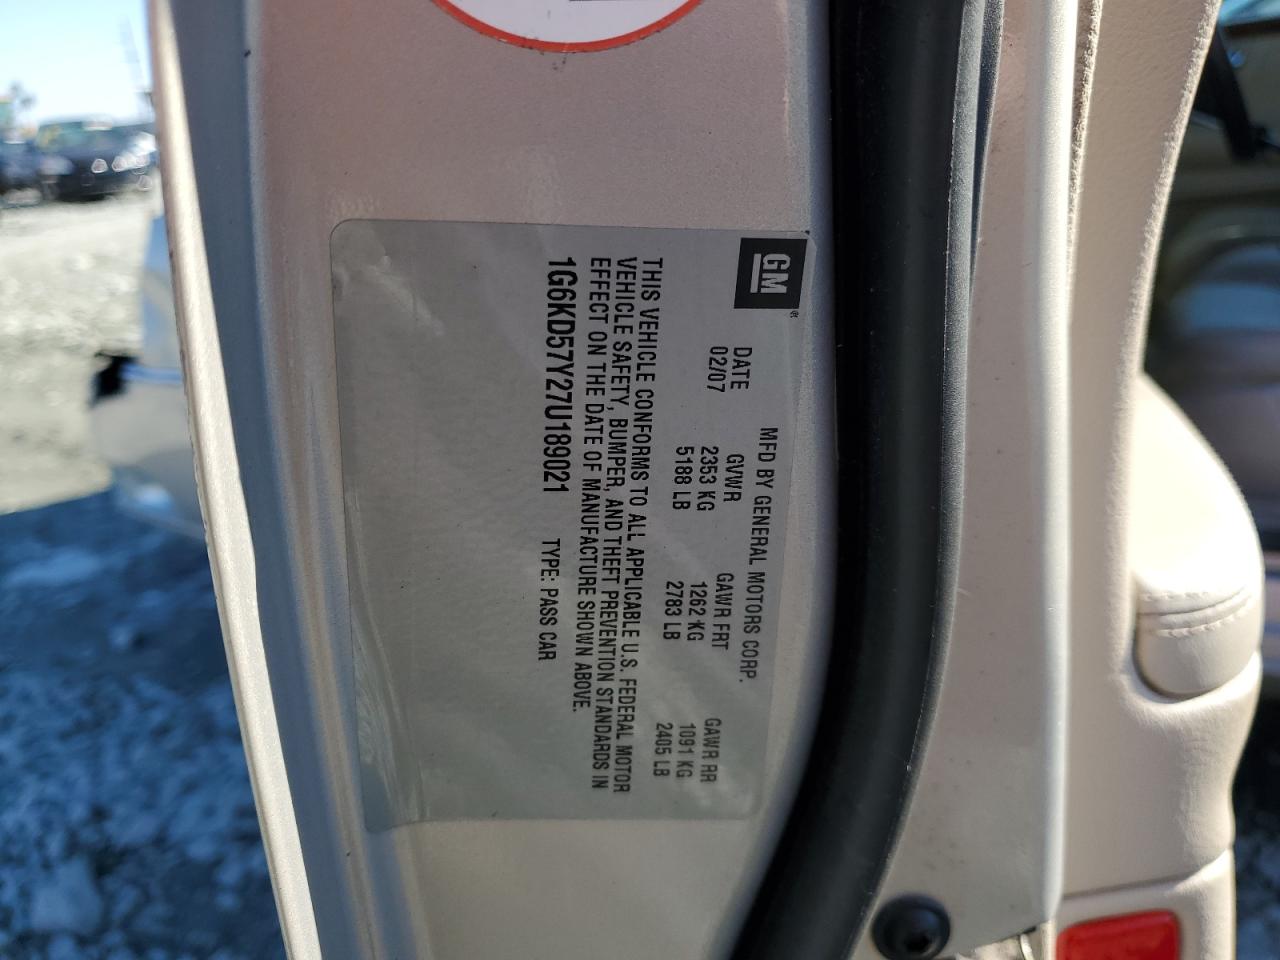 GM
MFD BY GENERAL MOTORS CORP.
DATE GVWR GAWR FRT GAWR RR
02/07 2353 KG 1262 KG 1091 KG
5188 LB 2783 LB 2405 LB
THIS VEHICLE CONFORMS TO ALL APPLICABLE U.S. FEDERAL MOTOR
VEHICLE SAFETY, BUMPER, AND THEFT PREVENTION STANDARDS IN
EFFECT ON THE DATE OF MANUFACTURE SHOWN ABOVE.
1G6KD57Y27U189021 TYPE: PASS CAR